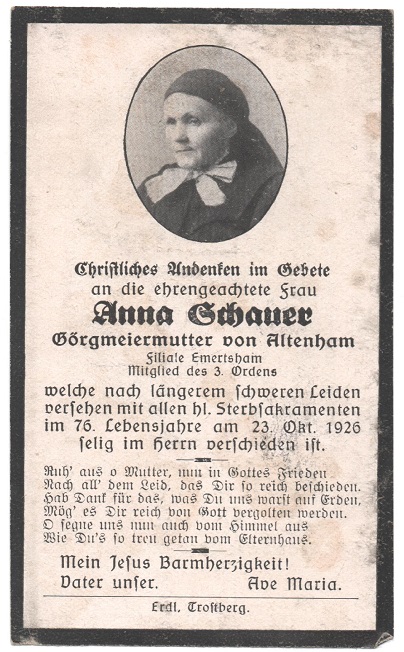 Christliches Andenken im Gebete
an die ehrengeachtete Frau
Anna Schauer
Görgmeiermutter von Altenham
Filiale Emertsham
Mitglied des 3. Ordens
welche nach längerem schweren Leiden
versehen mit allen hl. Sterbsakramenten
im 76. Lebensjahre am 23. Okt. 1926
selig im Herrn verschieden ist.
Ruh' aus o Mutter, nun in Gottes Frieden
Nach all' dem Leid, das Dir so reich beschieden.
Hab Dank für das, was Du uns warst auf Erden,
Mög' es Dir reich von Gott vergolten werden.
O segne uns nun auch vom Himmel aus
Wie Du's so treu getan vom Elternhaus.
Mein Jesus Barmherzigkeit!
Vater unser. Ave Maria.
Erdl, Trostberg.